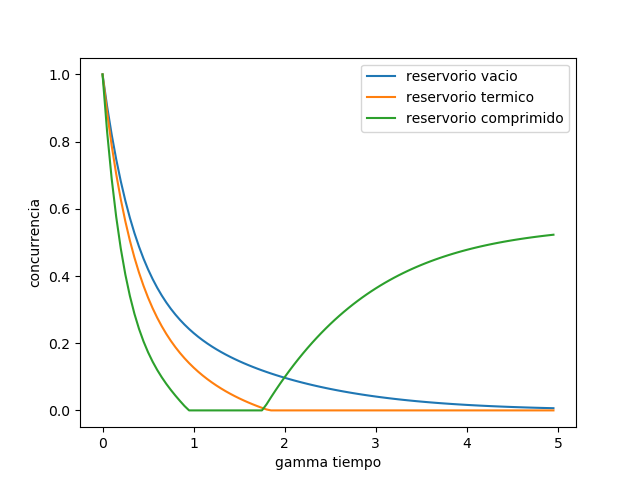 reservorio vacio
reservorio termico
reservorio comprimido
concurrencia
1.0
0.8
0.6
0.4
0.2
0.0
0
1
2
3
4
5
gamma tiempo